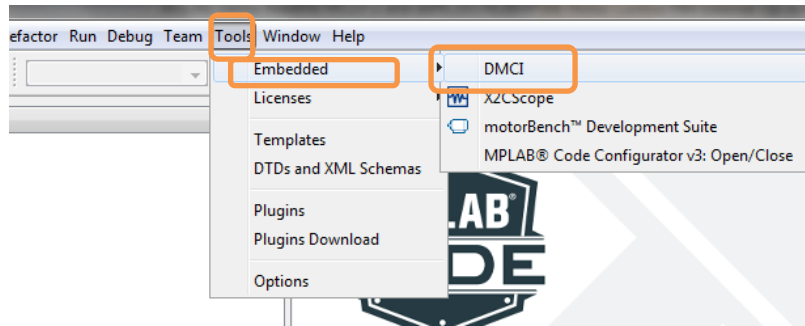 efactor Run Debug Team Tools Window Help
Embedded
DMCI
Licenses
X2CScope
motorBench™ Development Suite
Templates
MPLAB® Code Configurator v3: Open/Close
DTDs and XML Schemas
Plugins
LAB®
Plugins Download
DE
Options